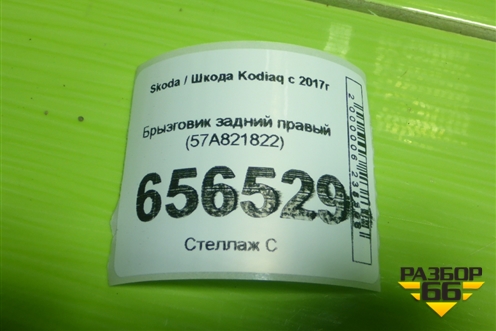 Skoda / Шкода Kodiaq с 2017г
Брызговик задний правый
(57A821822)
656529
Стеллаж С
РАЗБОР
66